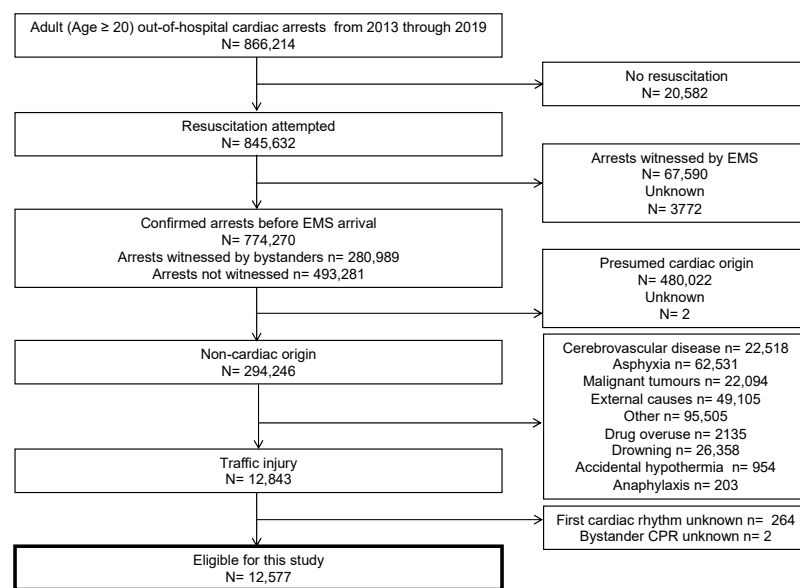 Adult (Age ≥ 20) out-of-hospital cardiac arrests from 2013 through 2019
N= 866,214
No resuscitation
N= 20,582
Resuscitation attempted
N= 845,632
Arrests witnessed by EMS
N= 67,590
Unknown
N= 3772
Confirmed arrests before EMS arrival
N= 774,270
Arrests witnessed by bystanders n= 280,989
Arrests not witnessed n= 493,281
Presumed cardiac origin
N= 480,022
Unknown
N= 2
Non-cardiac origin
N= 294,246
Cerebrovascular disease n= 22,518
Asphyxia n= 62,531
Malignant tumours n= 22,094
External causes n= 49,105
Other n= 95,505
Drug overuse n= 2135
Drowning n= 26,358
Accidental hypothermia n= 954
Anaphylaxis n= 203
Traffic injury
N= 12,843
First cardiac rhythm unknown n= 264
Bystander CPR unknown n= 2
Eligible for this study
N= 12,577